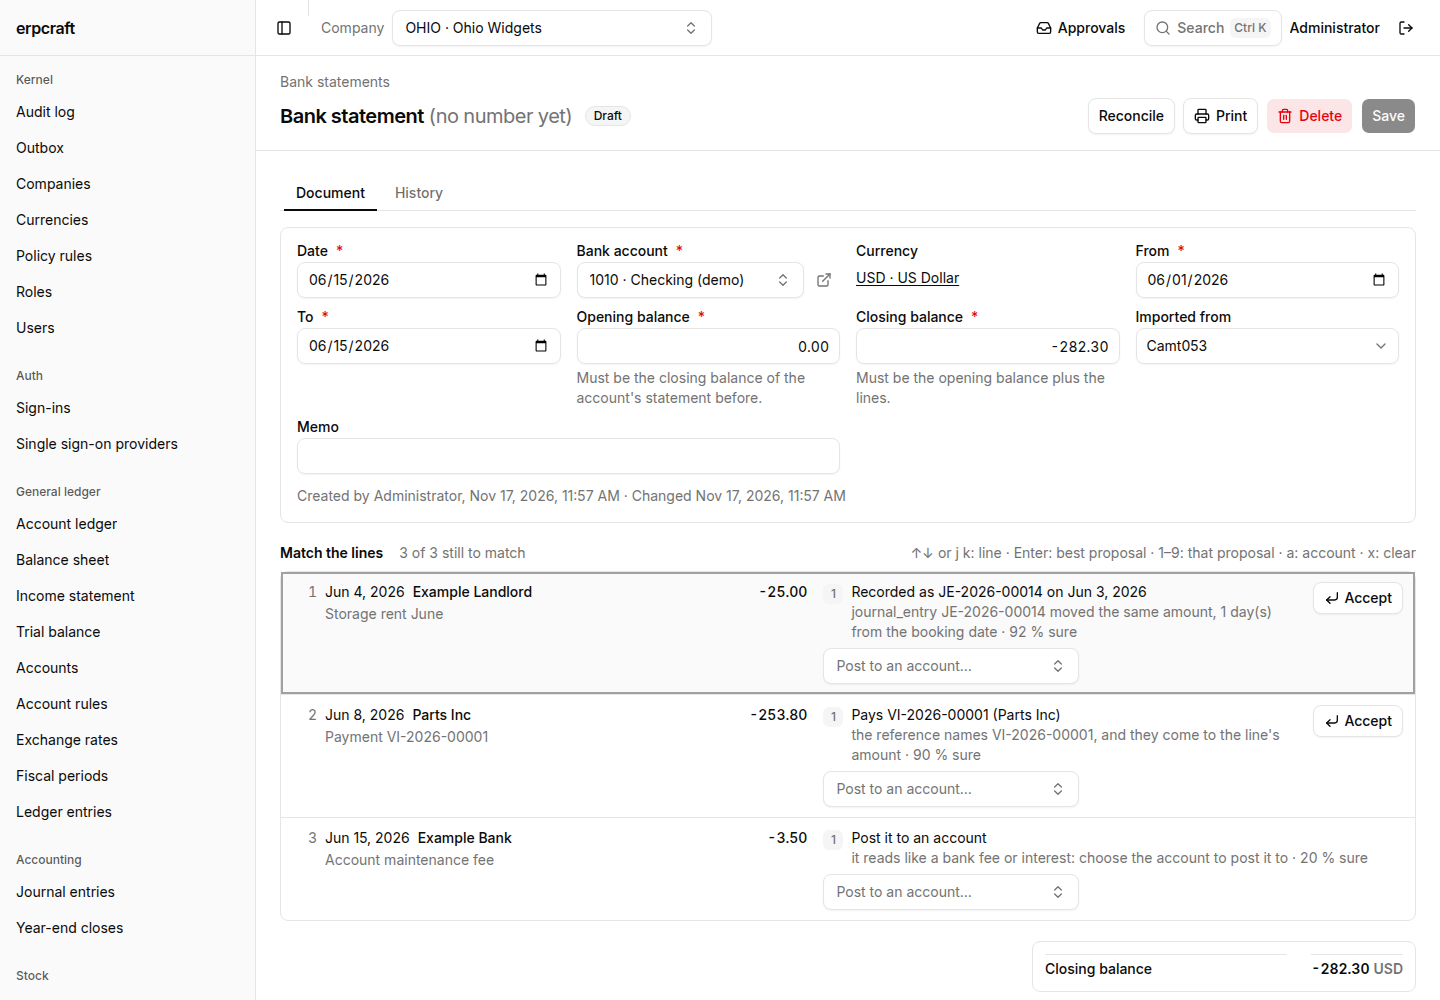 erpcraft
Company
OHIO · Ohio Widgets
Approvals
Search Ctrl K
Administrator
Kernel
Audit log
Outbox
Companies
Currencies
Policy rules
Roles
Users
Auth
Sign-ins
Single sign-on providers
General ledger
Account ledger
Balance sheet
Income statement
Trial balance
Accounts
Account rules
Exchange rates
Fiscal periods
Ledger entries
Accounting
Journal entries
Year-end closes
Stock
Bank statements
Bank statement (no number yet) Draft
Reconcile
Print
Delete
Save
Document
History
Date *
06/15/2026
Bank account *
1010 · Checking (demo)
Currency
USD · US Dollar
From *
06/01/2026
To *
06/15/2026
Opening balance *
0.00
Must be the closing balance of the
account's statement before.
Closing balance *
-282.30
Must be the opening balance plus the
lines.
Imported from
Camt053
Memo
Created by Administrator, Nov 17, 2026, 11:57 AM · Changed Nov 17, 2026, 11:57 AM
Match the lines 3 of 3 still to match
↑↓ or j k: line · Enter: best proposal · 1–9: that proposal · a: account · x: clear
1 Jun 4, 2026 Example Landlord
Storage rent June
-25.00
1 Recorded as JE-2026-00014 on Jun 3, 2026
journal_entry JE-2026-00014 moved the same amount, 1 day(s)
from the booking date · 92 % sure
Accept
Post to an account...
2 Jun 8, 2026 Parts Inc
Payment VI-2026-00001
-253.80
1 Pays VI-2026-00001 (Parts Inc)
the reference names VI-2026-00001, and they come to the line's
amount · 90 % sure
Accept
Post to an account...
3 Jun 15, 2026 Example Bank
Account maintenance fee
-3.50
1 Post it to an account
it reads like a bank fee or interest: choose the account to post it to · 20 % sure
Post to an account...
Closing balance -282.30 USD